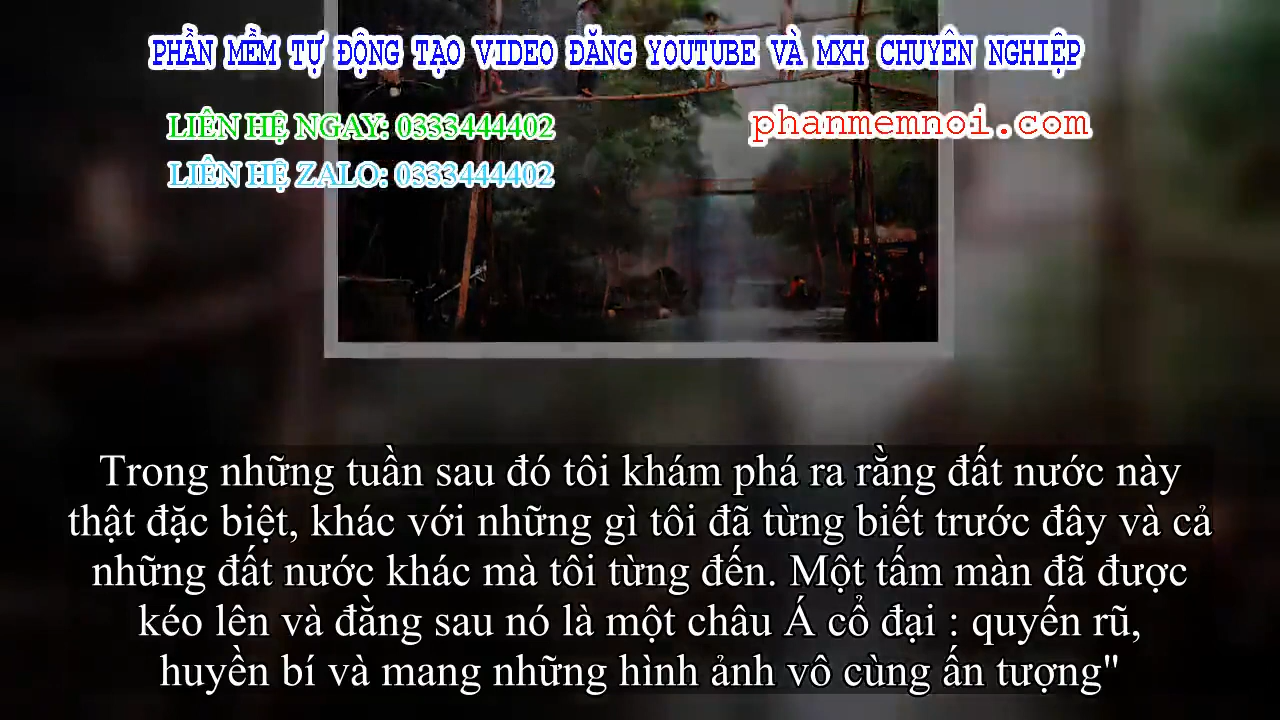 PHẦN MỀM TỰ ĐỘNG TẠO VIDEO ĐĂNG YOUTUBE VÀ MXH CHUYÊN NGHIỆP
LIÊN HỆ NGAY: 0333444402
phanmemnoi.com
LIÊN HỆ ZALO: 0333444402
Trong những tuần sau đó tôi khám phá ra rằng đất nước này
thật đặc biệt, khác với những gì tôi đã từng biết trước đây và cả
những đất nước khác mà tôi từng đến. Một tấm màn đã được
kéo lên và đằng sau nó là một châu Á cổ đại : quyến rũ,
huyền bí và mang những hình ảnh vô cùng ấn tượng"